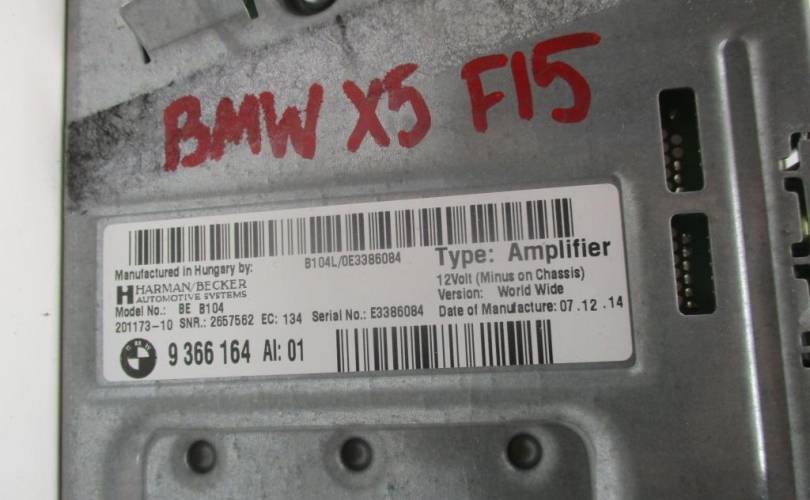 BMW X5 F15
B104L/0E3386084
Type: Amplifier
Manufactured in Hungary by:
HARMAN/BECKER
AUTOMOTIVE SYSTEMS
12Volt (Minus on Chassis)
Version: World Wide
Model No.: BE B104
201173-10 SNR.: 2657562 EC: 134 Serial No.: E3386084 Date of Manufacture: 07.12.14
9 366 164 AI: 01